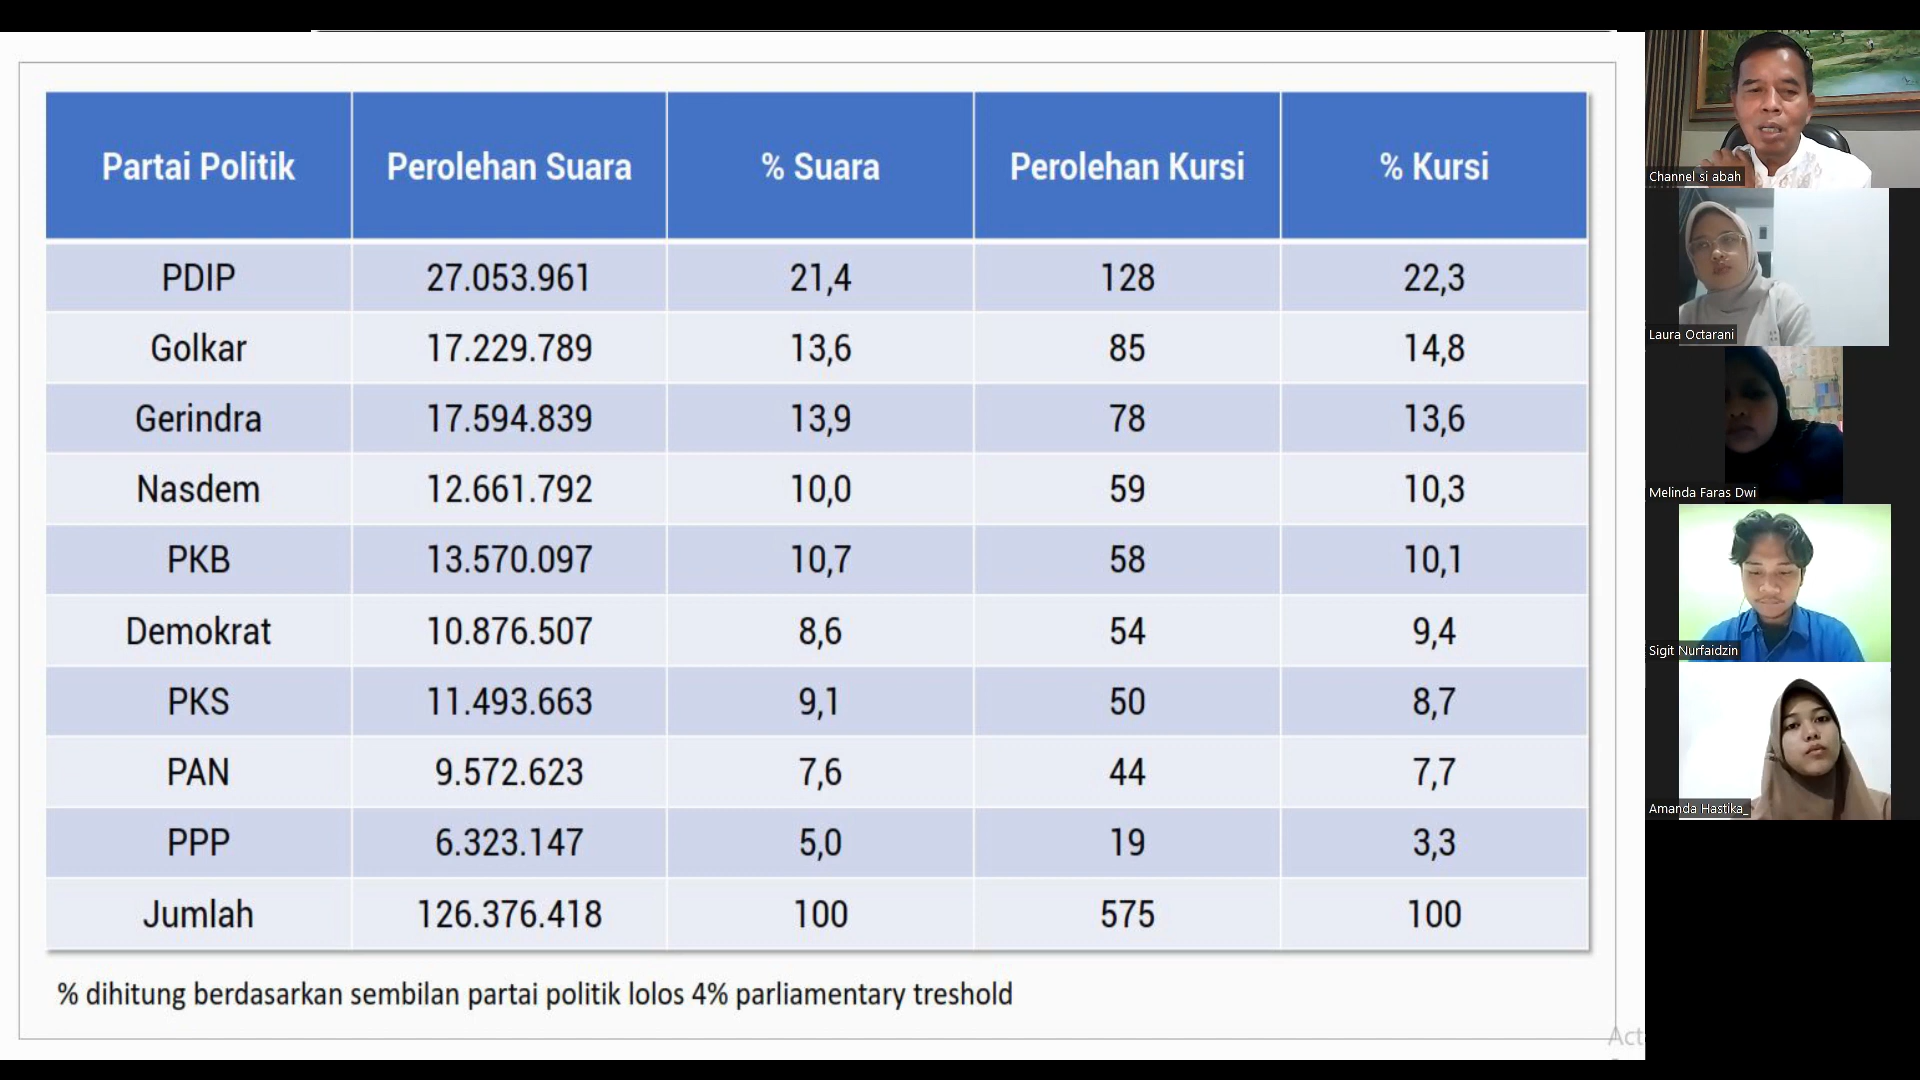 Partai Politik Perolehan Suara % Suara Perolehan Kursi % Kursi
PDIP 27.053.961 21,4 128 22,3
Golkar 17.229.789 13,6 85 14,8
Gerindra 17.594.839 13,9 78 13,6
Nasdem 12.661.792 10,0 59 10,3
PKB 13.570.097 10,7 58 10,1
Demokrat 10.876.507 8,6 54 9,4
PKS 11.493.663 9,1 50 8,7
PAN 9.572.623 7,6 44 7,7
PPP 6.323.147 5,0 19 3,3
Jumlah 126.376.418 100 575 100
% dihitung berdasarkan sembilan partai politik lolos 4% parliamentary treshold
Channel si abah
Laura Octarani
Melinda Faras Dwi
Sigit Nurfaidzin
Amanda Hastika_